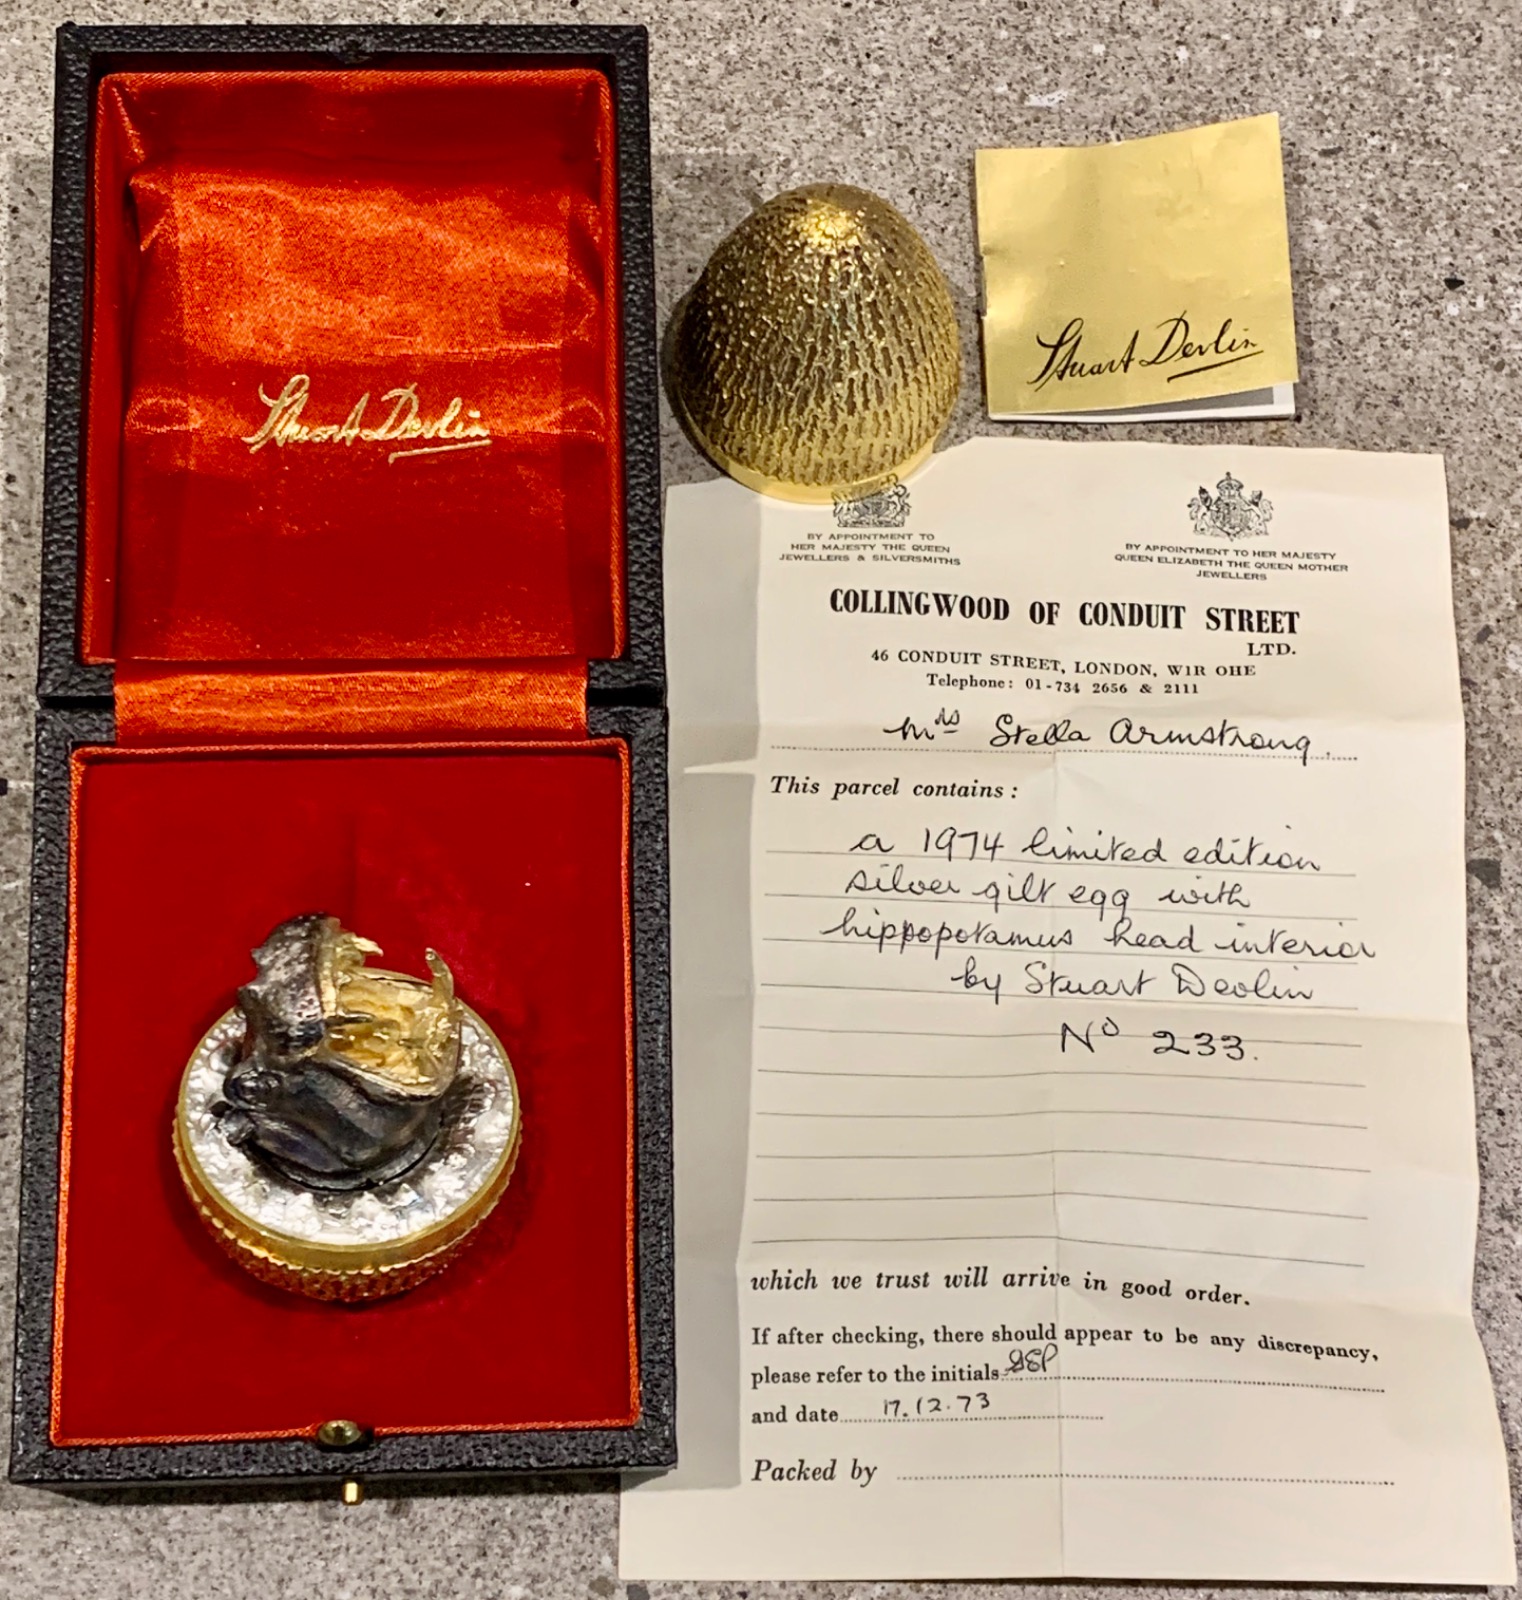 Stuart Devlin
Stuart Devlin
BY APPOINTMENT TO
HER MAJESTY THE QUEEN
JEWELLERS & SILVERSMITHS
BY APPOINTMENT TO HER MAJESTY
QUEEN ELIZABETH THE QUEEN MOTHER
JEWELLERS
COLLINGWOOD OF CONDUIT STREET
LTD.
46 CONDUIT STREET, LONDON, W1R 0HE
Telephone: 01-734 2656 & 2111
Mrs Stella Armstrong.
This parcel contains:
a 1974 limited edition
silver gilt egg with
hippopotamus head interior
by Stuart Devlin
No 233.
which we trust will arrive in good order.
If after checking, there should appear to be any discrepancy,
please refer to the initials
and date 17.12.73
Packed by